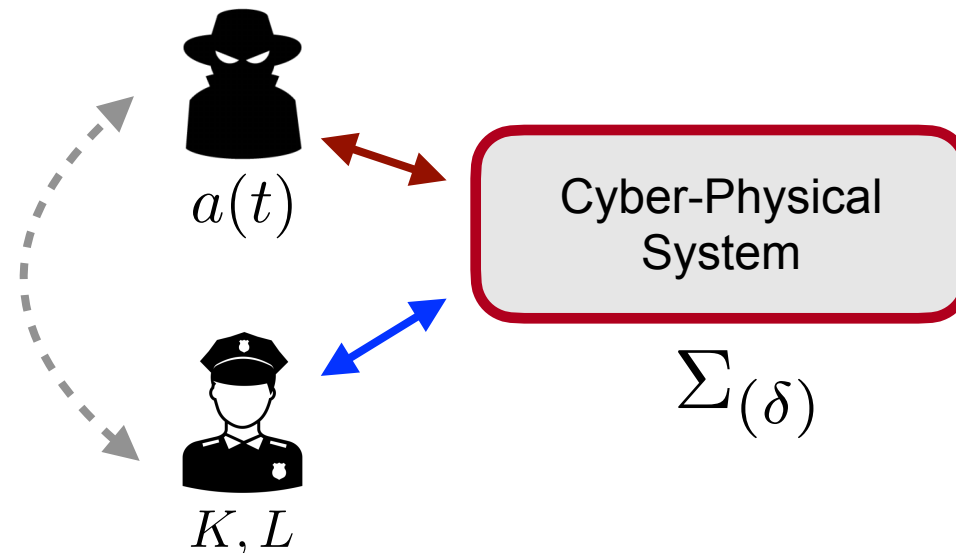 a(t)
Cyber-Physical
System
Σ(δ)
K, L